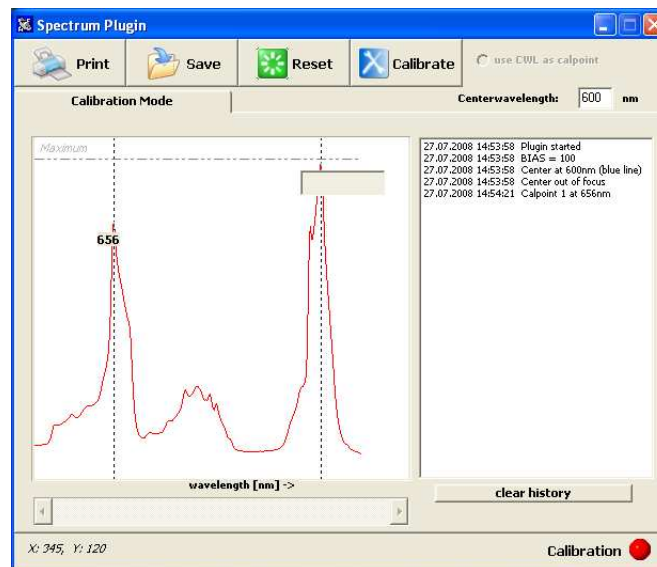 Spectrum Plugin
Print Save Reset Calibrate use CWL as calpoint
Calibration Mode Centerwavelength: 600 nm
Maximum
27.07.2008 14:53:58 Plugin started
27.07.2008 14:53:58 BIAS = 100
27.07.2008 14:53:58 Center at 600nm (blue line)
27.07.2008 14:53:58 Center out of focus
27.07.2008 14:54:21 Calpoint 1 at 656nm
656
wavelength [nm] ->
clear history
X: 345, Y: 120
Calibration